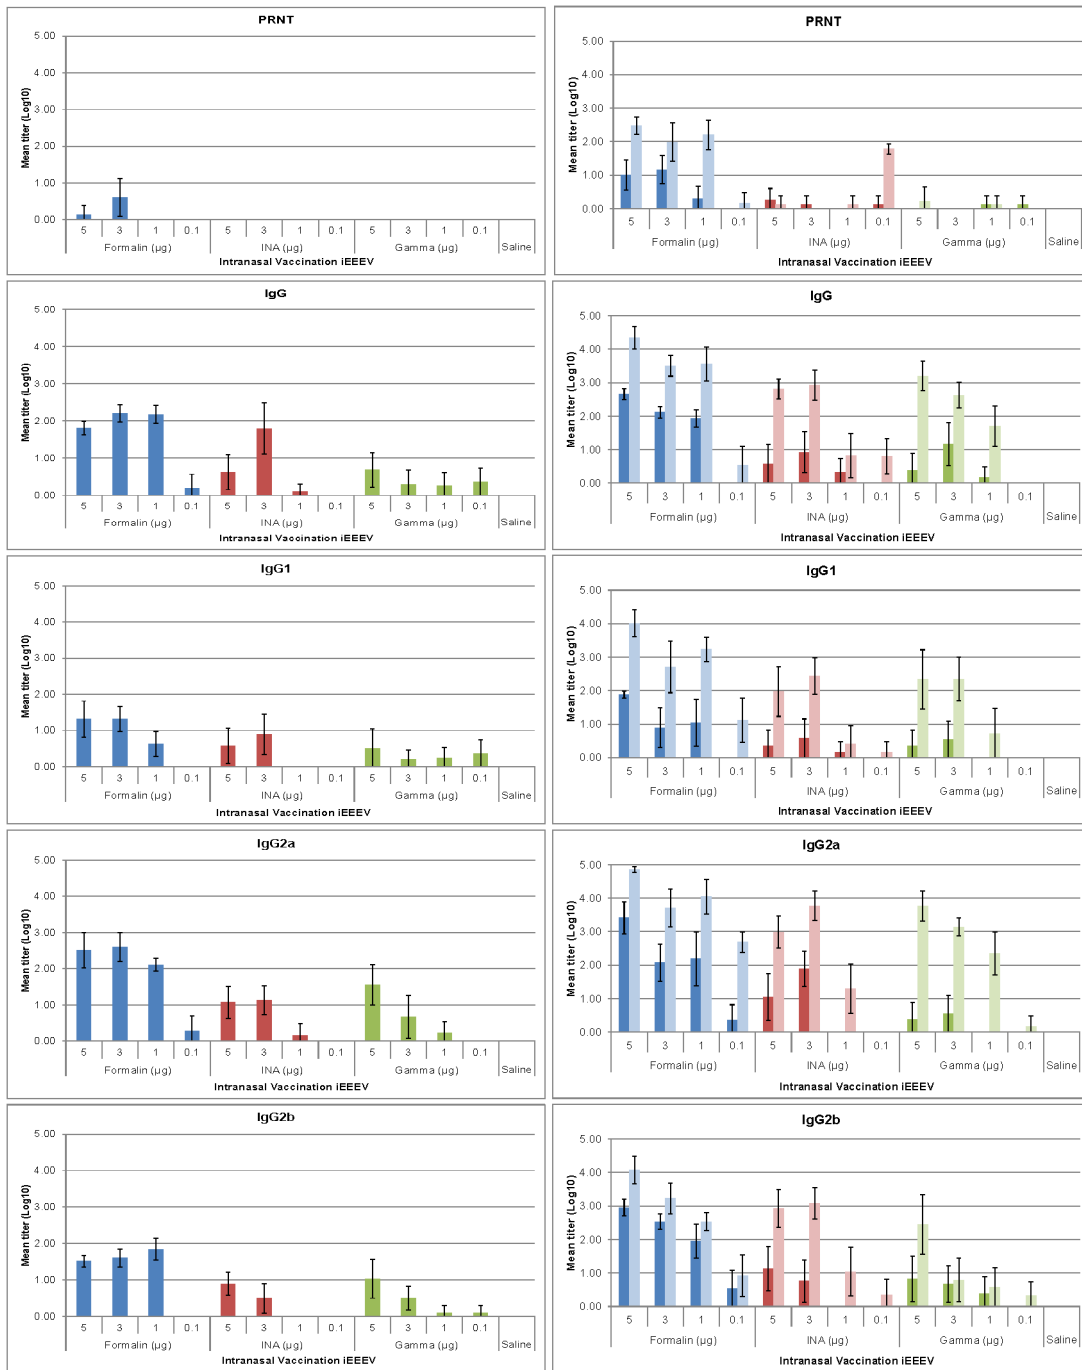 PRNT
Mean titer (Log10)
5.00
4.00
3.00
2.00
1.00
0.00
5 3 1 0.1 5 3 1 0.1 5 3 1 0.1
Formalin (µg) INA (µg) Gamma (µg) Saline
Intranasal Vaccination iEEEV
PRNT
Mean titer (Log10)
5.00
4.00
3.00
2.00
1.00
0.00
5 3 1 0.1 5 3 1 0.1 5 3 1 0.1
Formalin (µg) INA (µg) Gamma (µg) Saline
Intranasal Vaccination iEEEV
IgG
Mean titer (Log10)
5.00
4.00
3.00
2.00
1.00
0.00
5 3 1 0.1 5 3 1 0.1 5 3 1 0.1
Formalin (µg) INA (µg) Gamma (µg) Saline
Intranasal Vaccination iEEEV
IgG
Mean titer (Log10)
5.00
4.00
3.00
2.00
1.00
0.00
5 3 1 0.1 5 3 1 0.1 5 3 1 0.1
Formalin (µg) INA (µg) Gamma (µg) Saline
Intranasal Vaccination iEEEV
IgG1
Mean titer (Log10)
5.00
4.00
3.00
2.00
1.00
0.00
5 3 1 0.1 5 3 1 0.1 5 3 1 0.1
Formalin (µg) INA (µg) Gamma (µg) Saline
Intranasal Vaccination iEEEV
IgG1
Mean titer (Log10)
5.00
4.00
3.00
2.00
1.00
0.00
5 3 1 0.1 5 3 1 0.1 5 3 1 0.1
Formalin (µg) INA (µg) Gamma (µg) Saline
Intranasal Vaccination iEEEV
IgG2a
Mean titer (Log10)
5.00
4.00
3.00
2.00
1.00
0.00
5 3 1 0.1 5 3 1 0.1 5 3 1 0.1
Formalin (µg) INA (µg) Gamma (µg) Saline
Intranasal Vaccination iEEEV
IgG2a
Mean titer (Log10)
5.00
4.00
3.00
2.00
1.00
0.00
5 3 1 0.1 5 3 1 0.1 5 3 1 0.1
Formalin (µg) INA (µg) Gamma (µg) Saline
Intranasal Vaccination iEEEV
IgG2b
Mean titer (Log10)
5.00
4.00
3.00
2.00
1.00
0.00
5 3 1 0.1 5 3 1 0.1 5 3 1 0.1
Formalin (µg) INA (µg) Gamma (µg) Saline
Intranasal Vaccination iEEEV
IgG2b
Mean titer (Log10)
5.00
4.00
3.00
2.00
1.00
0.00
5 3 1 0.1 5 3 1 0.1 5 3 1 0.1
Formalin (µg) INA (µg) Gamma (µg) Saline
Intranasal Vaccination iEEEV